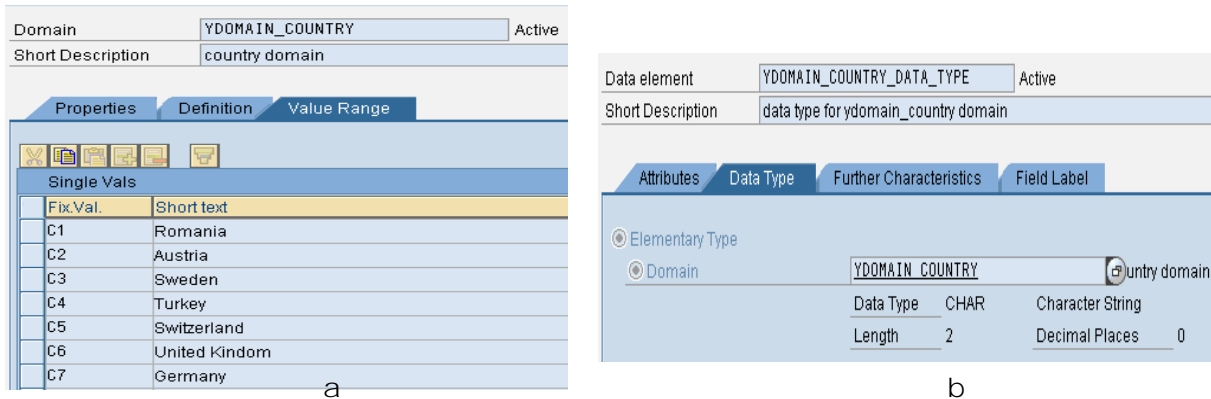 Domain YDOMAIN_COUNTRY Active
Short Description country domain
Properties Definition Value Range
Single Vals
Fix.Val. Short text
C1 Romania
C2 Austria
C3 Sweden
C4 Turkey
C5 Switzerland
C6 United Kindom
C7 Germany
a
Data element YDOMAIN_COUNTRY_DATA_TYPE Active
Short Description data type for ydomain_country domain
Attributes Data Type Further Characteristics Field Label
Elementary Type
Domain YDOMAIN_COUNTRY untry domain
Data Type CHAR Character String
Length 2 Decimal Places 0
b